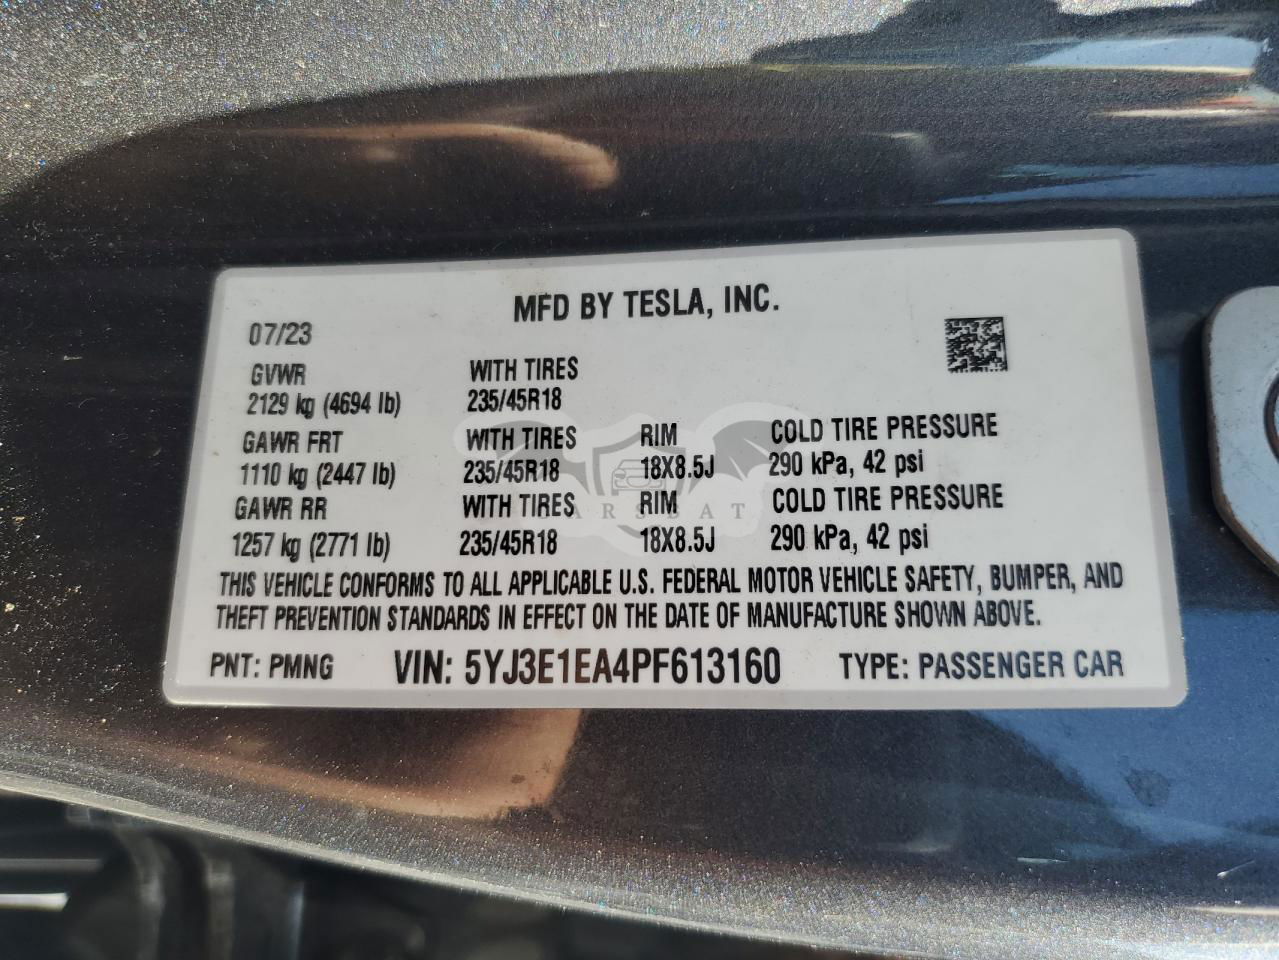 MFD BY TESLA, INC.
07/23
GVWR WITH TIRES
2129 kg (4694 lb) 235/45R18
GAWR FRT WITH TIRES RIM COLD TIRE PRESSURE
1110 kg (2447 lb) 235/45R18 18X8.5J 290 kPa, 42 psi
GAWR RR WITH TIRES RIM COLD TIRE PRESSURE
1257 kg (2771 lb) 235/45R18 18X8.5J 290 kPa, 42 psi
THIS VEHICLE CONFORMS TO ALL APPLICABLE U.S. FEDERAL MOTOR VEHICLE SAFETY, BUMPER, AND
THEFT PREVENTION STANDARDS IN EFFECT ON THE DATE OF MANUFACTURE SHOWN ABOVE.
PNT: PMNG VIN: 5YJ3E1EA4PF613160 TYPE: PASSENGER CAR